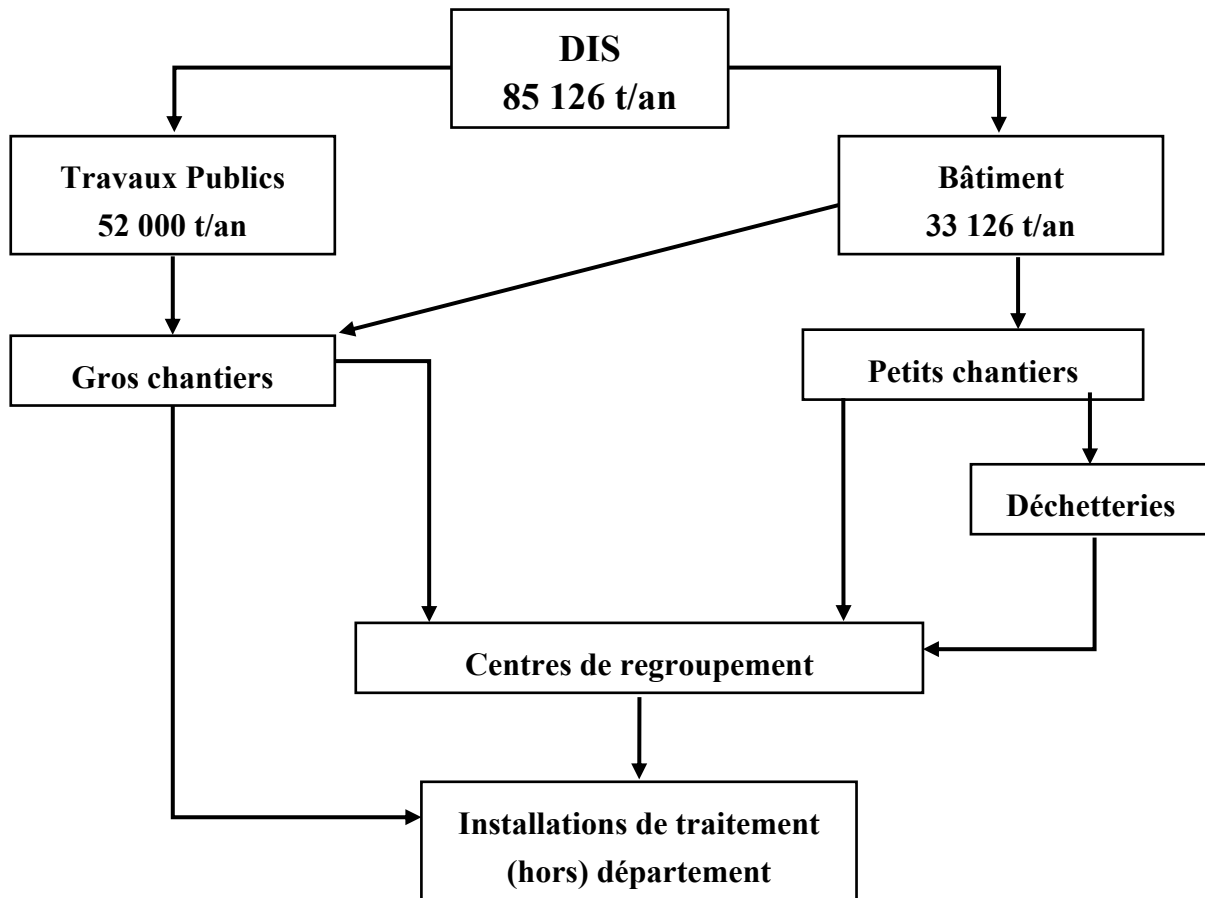 DIS
85 126 t/an
Travaux Publics
52 000 t/an
Bâtiment
33 126 t/an
Gros chantiers
Petits chantiers
Déchetteries
Centres de regroupement
Installations de traitement
(hors) département